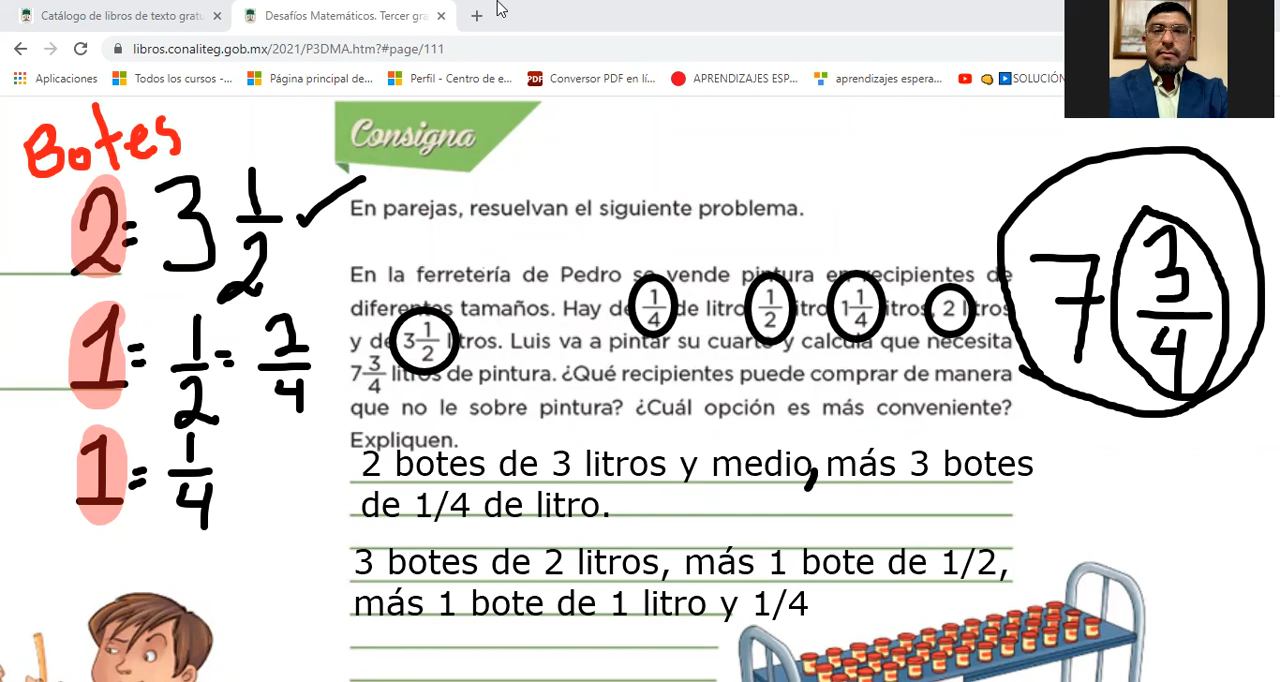 Catálogo de libros de texto gratu
Desafíos Matemáticos. Tercer gra
libros.conaliteg.gob.mx/2021/P3DMA.htm?#page/111
Aplicaciones
Todos los cursos -...
Página principal de...
Perfil - Centro de e...
PDF
Conversor PDF en lí...
APRENDIZAJES ESP...
aprendizajes espera...
SOLUCIÓN
Botes
2 = 3 1/2 ✓
1 = 1/2 = 2/4
1 = 1/4
Consigna
En parejas, resuelvan el siguiente problema.
En la ferretería de Pedro se vende pintura en recipientes de
diferentes tamaños. Hay de 1/4 de litro, 1/2 litro, 1 1/4 litros, 2 litros
y de 3 1/2 litros. Luis va a pintar su cuarto y calcula que necesita
7 3/4 litros de pintura. ¿Qué recipientes puede comprar de manera
que no le sobre pintura? ¿Cuál opción es más conveniente?
Expliquen.
2 botes de 3 litros y medio, más 3 botes
de 1/4 de litro.
3 botes de 2 litros, más 1 bote de 1/2,
más 1 bote de 1 litro y 1/4
7 3/4